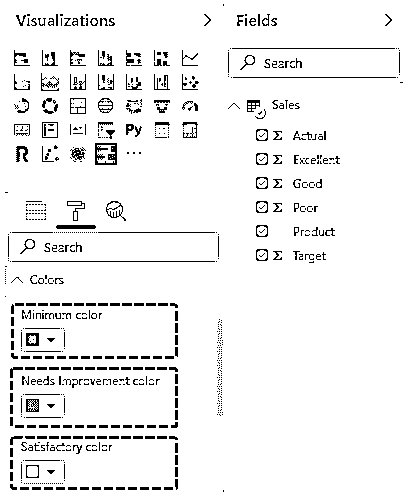 Visualizations
Py
R
Search
Colors
Minimum color
Needs Improvement color
Satisfactory color
Fields
Search
Sales
Σ Actual
Σ Excellent
Σ Good
Σ Poor
Product
Σ Target